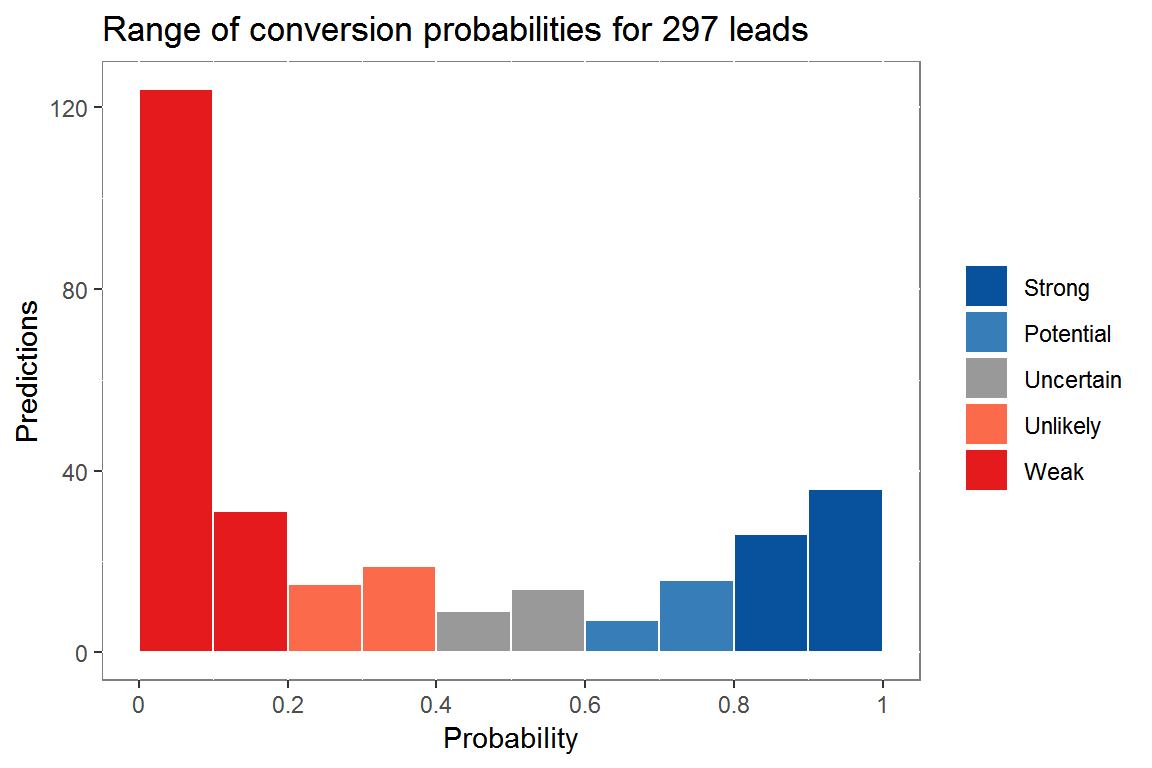 Range of conversion probabilities for 297 leads
Predictions
120
80
40
0
0 0.2 0.4 0.6 0.8 1
Probability
Strong
Potential
Uncertain
Unlikely
Weak